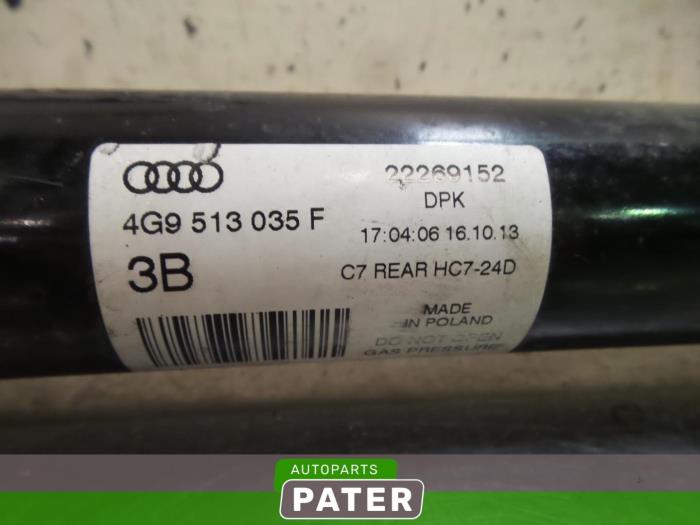 22269152
4G9 513 035 F
DPK
17:04:06 16.10.13
3B
C7 REAR HC7-24D
MADE
IN POLAND
DO NOT OPEN
GAS PRESSURE
AUTOPARTS
PATER